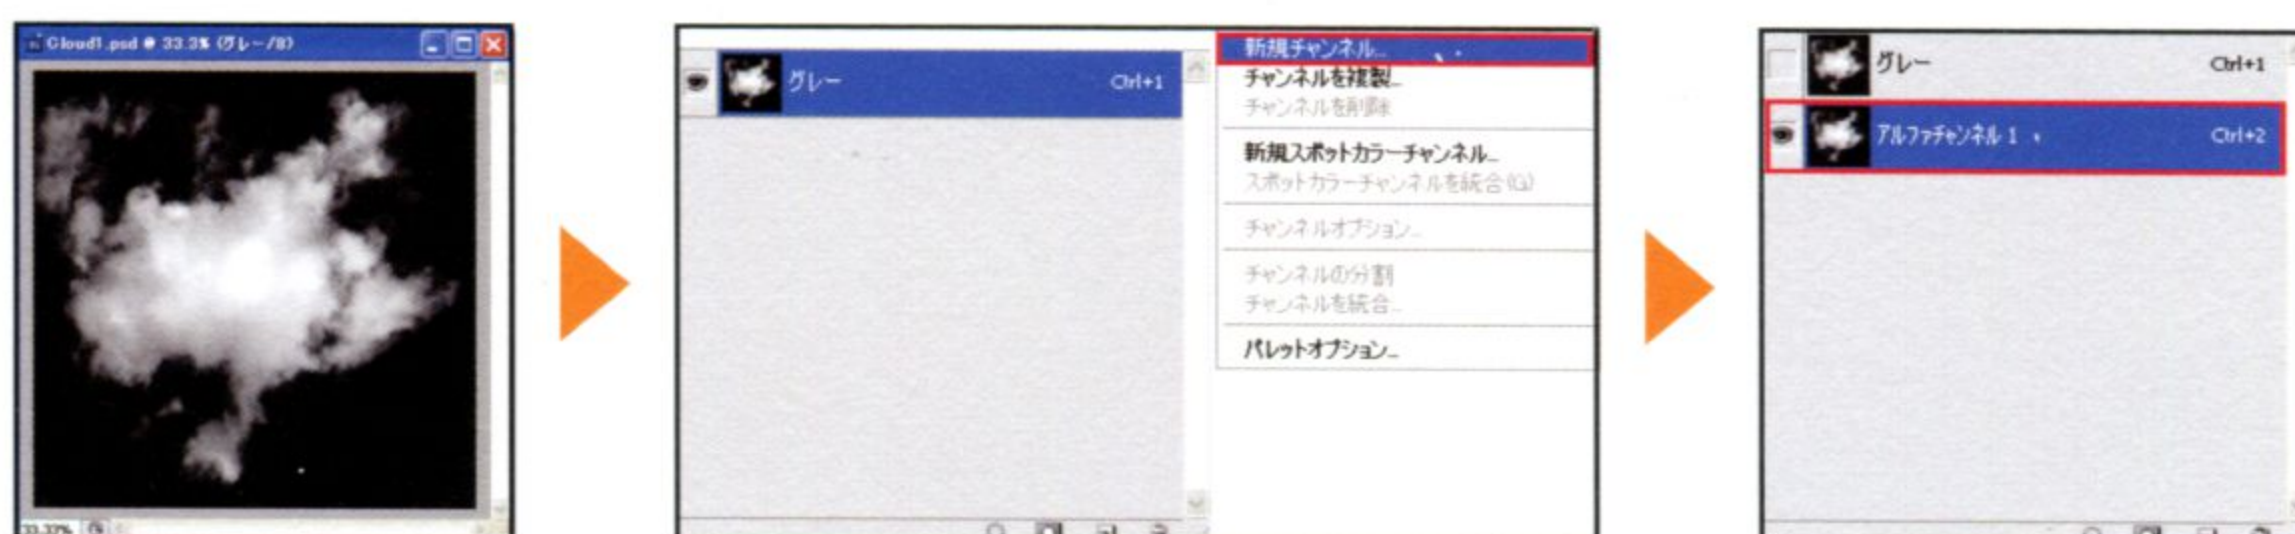 Cloud1.psd @ 33.3% (グレー/8)
33.33%
グレー Ctrl+1
新規チャンネル...
チャンネルを複製...
チャンネルを削除
新規スポットカラーチャンネル...
スポットカラーチャンネルを統合(G)
チャンネルオプション...
チャンネルの分割
チャンネルを統合...
パレットオプション...
グレー Ctrl+1
アルファチャンネル 1 Ctrl+2